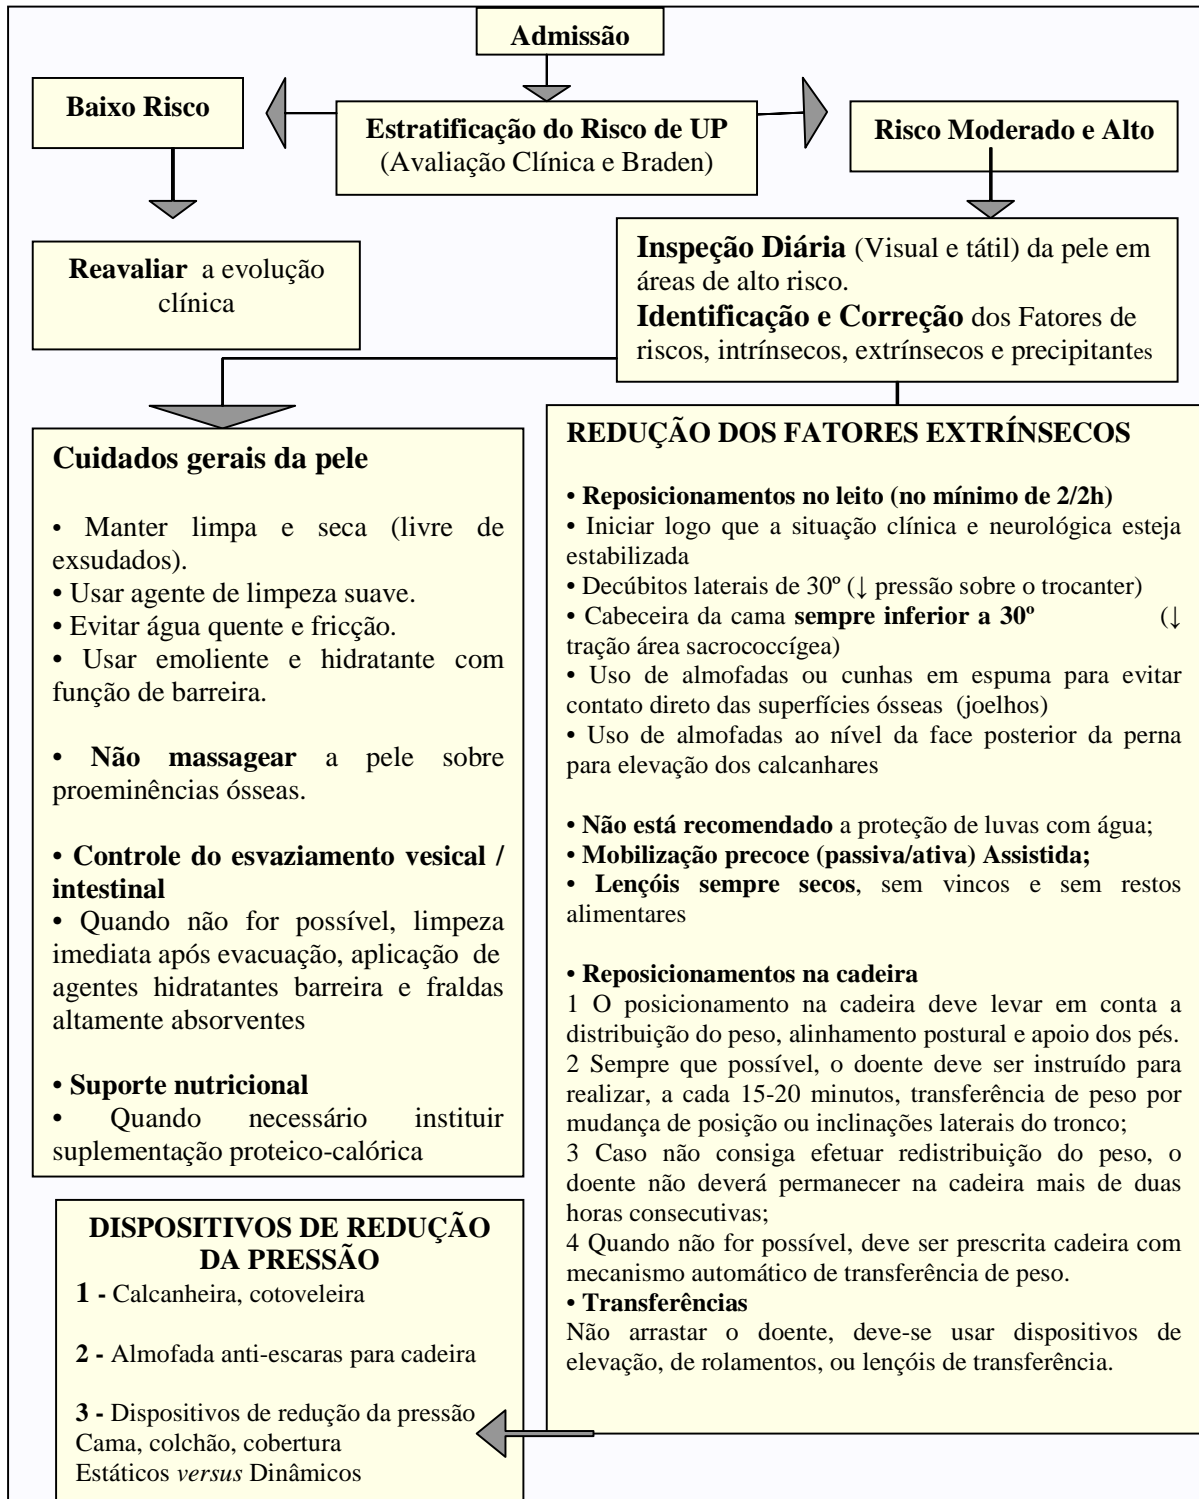 Admissão
Baixo Risco
Estratificação do Risco de UP
(Avaliação Clínica e Braden)
Risco Moderado e Alto
Reavaliar a evolução
clínica
Inspeção Diária (Visual e tátil) da pele em
áreas de alto risco.
Identificação e Correção dos Fatores de
riscos, intrínsecos, extrínsecos e precipitantes
Cuidados gerais da pele
• Manter limpa e seca (livre de
exsudados).
• Usar agente de limpeza suave.
• Evitar água quente e fricção.
• Usar emoliente e hidratante com
função de barreira.
• Não massagear a pele sobre
proeminências ósseas.
• Controle do esvaziamento vesical /
intestinal
• Quando não for possível, limpeza
imediata após evacuação, aplicação de
agentes hidratantes barreira e fraldas
altamente absorventes
• Suporte nutricional
• Quando necessário instituir
suplementação proteico-calórica
REDUÇÃO DOS FATORES EXTRÍNSECOS
• Reposicionamentos no leito (no mínimo de 2/2h)
• Iniciar logo que a situação clínica e neurológica esteja
estabilizada
• Decúbitos laterais de 30º (↓ pressão sobre o trocanter)
• Cabeceira da cama sempre inferior a 30º (↓
tração área sacrococcígea)
• Uso de almofadas ou cunhas em espuma para evitar
contato direto das superfícies ósseas (joelhos)
• Uso de almofadas ao nível da face posterior da perna
para elevação dos calcanhares
• Não está recomendado a proteção de luvas com água;
• Mobilização precoce (passiva/ativa) Assistida;
• Lençóis sempre secos, sem vincos e sem restos
alimentares
• Reposicionamentos na cadeira
1 O posicionamento na cadeira deve levar em conta a
distribuição do peso, alinhamento postural e apoio dos pés.
2 Sempre que possível, o doente deve ser instruído para
realizar, a cada 15-20 minutos, transferência de peso por
mudança de posição ou inclinações laterais do tronco;
3 Caso não consiga efetuar redistribuição do peso, o
doente não deverá permanecer na cadeira mais de duas
horas consecutivas;
4 Quando não for possível, deve ser prescrita cadeira com
mecanismo automático de transferência de peso.
• Transferências
Não arrastar o doente, deve-se usar dispositivos de
elevação, de rolamentos, ou lençóis de transferência.
DISPOSITIVOS DE REDUÇÃO
DA PRESSÃO
1 - Calcanheira, cotoveleira
2 - Almofada anti-escaras para cadeira
3 - Dispositivos de redução da pressão
Cama, colchão, cobertura
Estáticos versus Dinâmicos